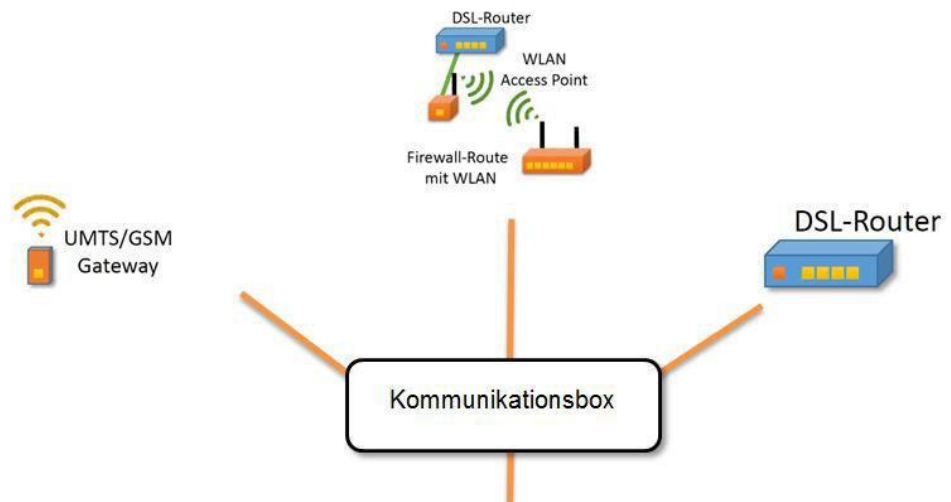 DSL-Router
WLAN
Access Point
Firewall-Route
mit WLAN
UMTS/GSM
Gateway
DSL-Router
Kommunikationsbox